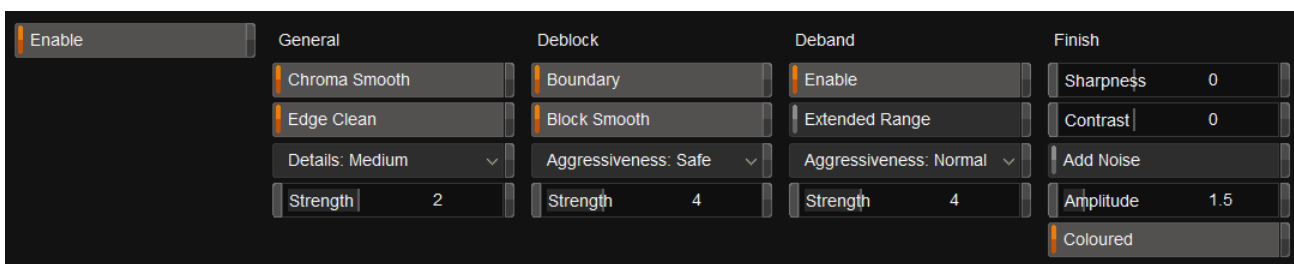 Enable
General
Chroma Smooth
Edge Clean
Details: Medium
Strength 2
Deblock
Boundary
Block Smooth
Aggressiveness: Safe
Strength 4
Deband
Enable
Extended Range
Aggressiveness: Normal
Strength 4
Finish
Sharpness 0
Contrast 0
Add Noise
Amplitude 1.5
Coloured